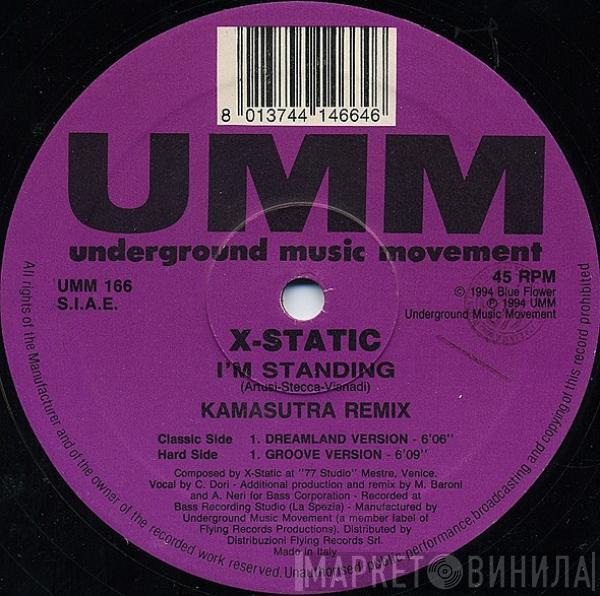 8 013744 146646
UMM
underground music movement
UMM 166
S.I.A.E.
45 RPM
© 1994 Blue Flower
℗ 1994 UMM
Underground Music Movement
X-STATIC
I'M STANDING
(Artusi-Stecca-Visnadi)
KAMASUTRA REMIX
Classic Side 1. DREAMLAND VERSION - 6'06"
Hard Side 1. GROOVE VERSION - 6'09"
Composed by X-Static at "77 Studio" Mestre, Venice.
Vocal by C. Dori - Additional production and remix by M. Baroni
and A. Neri for Bass Corporation - Recorded at
Bass Recording Studio (La Spezia) - Manufactured by
Underground Music Movement (a member label of
Flying Records Productions). Distributed by
Distribuzioni Flying Records Srl.
Made in Italy
All rights of the Manufacturer and of the owner of the recorded work reserved. Unauthorised public performance, broadcasting and copying of this record prohibited
МАРКЕТ ВИНИЛА